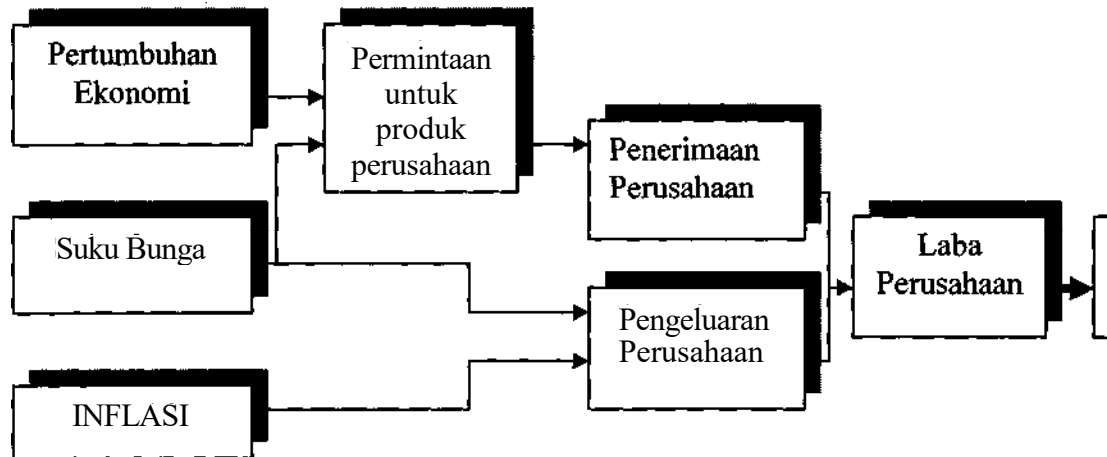 Pertumbuhan
Ekonomi
Permintaan
untuk
produk
perusahaan
Penerimaan
Perusahaan
Suku Bunga
Laba
Perusahaan
Pengeluaran
Perusahaan
INFLASI